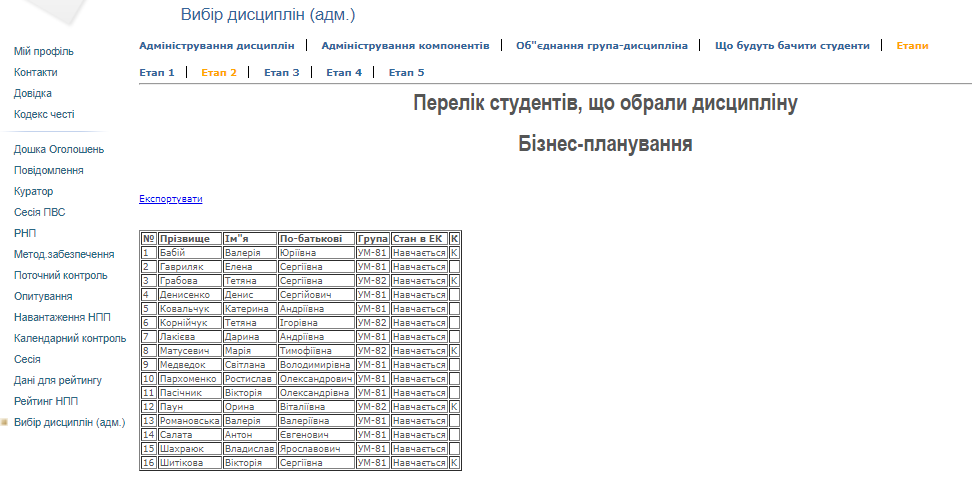 Вибір дисциплін (адм.)
Адміністрування дисциплін | Адміністрування компонентів | Об"єднання група-дисципліна | Що будуть бачити студенти | Етапи
Етап 1 | Етап 2 | Етап 3 | Етап 4 | Етап 5
Мій профіль
Контакти
Довідка
Кодекс честі
Дошка Оголошень
Повідомлення
Куратор
Сесія ПВС
РНП
Метод.забезпечення
Поточний контроль
Опитування
Навантаження НПП
Календарний контроль
Сесія
Дані для рейтингу
Рейтинг НПП
Вибір дисциплін (адм.)
Перелік студентів, що обрали дисципліну
Бізнес-планування
Експортувати
№ Прізвище Ім"я По-батькові Група Стан в ЕК К
1 Бабій Валерія Юріївна УМ-81 Навчається К
2 Гавриляк Елена Сергіївна УМ-81 Навчається
3 Грабова Тетяна Сергіївна УМ-82 Навчається К
4 Денисенко Денис Сергійович УМ-81 Навчається
5 Ковальчук Катерина Андріївна УМ-81 Навчається
6 Корнійчук Тетяна Ігорівна УМ-82 Навчається
7 Лакієва Дарина Андріївна УМ-81 Навчається
8 Матусевич Марія Тимофіївна УМ-82 Навчається К
9 Медведок Світлана Володимирівна УМ-81 Навчається
10 Пархоменко Ростислав Олександрович УМ-81 Навчається
11 Пасічник Вікторія Олександрівна УМ-81 Навчається
12 Паун Орина Віталіївна УМ-82 Навчається К
13 Романовська Валерія Валеріївна УМ-81 Навчається
14 Салата Антон Євгенович УМ-81 Навчається
15 Шахраюк Владислав Ярославович УМ-81 Навчається
16 Шитікова Вікторія Сергіївна УМ-81 Навчається К